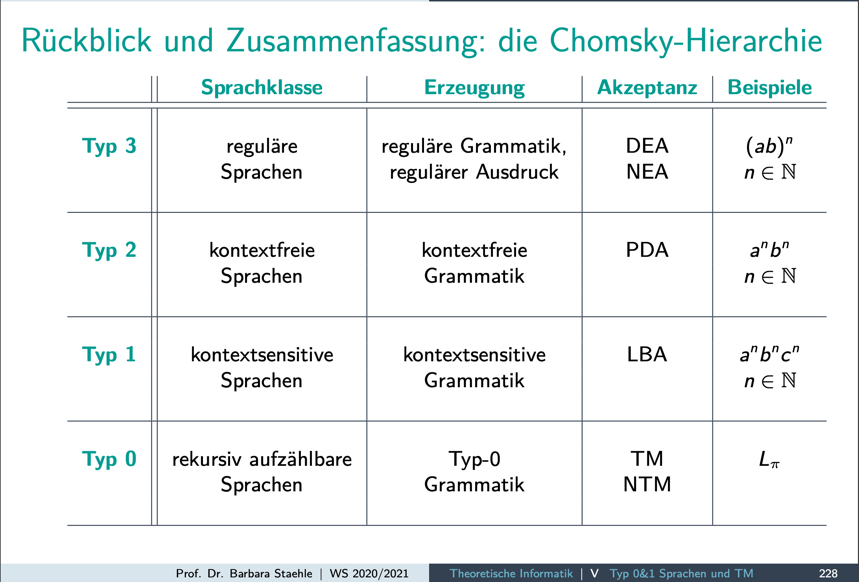 Rückblick und Zusammenfassung: die Chomsky-Hierarchie
Sprachklasse Erzeugung Akzeptanz Beispiele
Typ 3 reguläre reguläre Grammatik, DEA (ab)ⁿ
Sprachen regulärer Ausdruck NEA n ∈ ℕ
Typ 2 kontextfreie kontextfreie PDA aⁿbⁿ
Sprachen Grammatik n ∈ ℕ
Typ 1 kontextsensitive kontextsensitive LBA aⁿbⁿcⁿ
Sprachen Grammatik n ∈ ℕ
Typ 0 rekursiv aufzählbare Typ-0 TM L_π
Sprachen Grammatik NTM
Prof. Dr. Barbara Staehle | WS 2020/2021 Theoretische Informatik | V Typ 0&1 Sprachen und TM 228